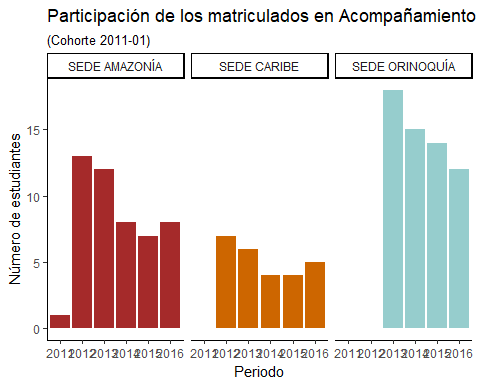 Participación de los matriculados en Acompañamiento
(Cohorte 2011-01)
SEDE AMAZONÍA SEDE CARIBE SEDE ORINOQUÍA
Número de estudiantes
15
10
5
0
2011 2012 2013 2014 2015 2016 2011 2012 2013 2014 2015 2016 2011 2012 2013 2014 2015 2016
Periodo